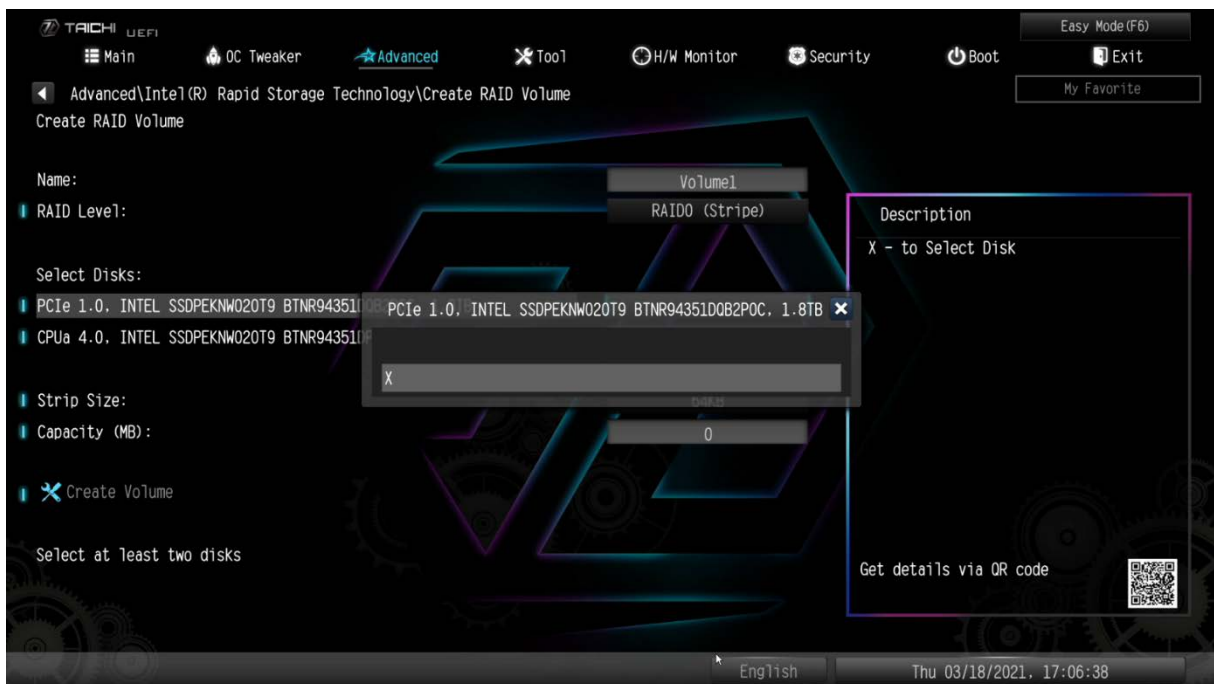 TAICHI UEFI
Easy Mode(F6)
Main OC Tweaker Advanced Tool H/W Monitor Security Boot Exit
Advanced\Intel(R) Rapid Storage Technology\Create RAID Volume
My Favorite
Create RAID Volume
Name: Volume1
RAID Level: RAID0 (Stripe)
Description
X - to Select Disk
Select Disks:
PCIe 1.0, INTEL SSDPEKNW020T9 BTNR94351
PCIe 1.0, INTEL SSDPEKNW020T9 BTNR94351DQB2P0C, 1.8TB
CPUa 4.0, INTEL SSDPEKNW020T9 BTNR94351
X
Strip Size: 64KB
Capacity (MB): 0
Create Volume
Select at least two disks
Get details via QR code
English
Thu 03/18/2021, 17:06:38